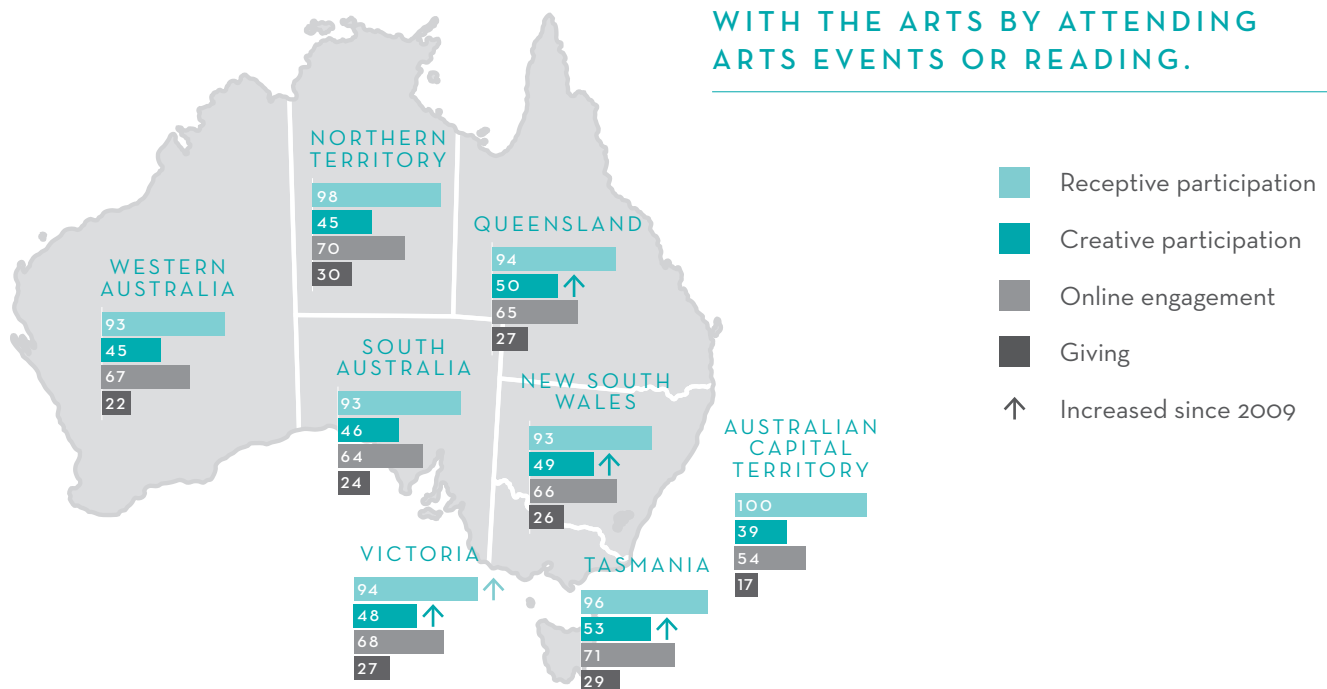 WITH THE ARTS BY ATTENDING
ARTS EVENTS OR READING.
NORTHERN
TERRITORY
98
45
70
30
QUEENSLAND
94
50
65
27
WESTERN
AUSTRALIA
93
45
67
22
SOUTH
AUSTRALIA
93
46
64
24
NEW SOUTH
WALES
93
49
66
26
AUSTRALIAN
CAPITAL
TERRITORY
100
39
54
17
VICTORIA
94
48
68
27
TASMANIA
96
53
71
29
Receptive participation
Creative participation
Online engagement
Giving
Increased since 2009